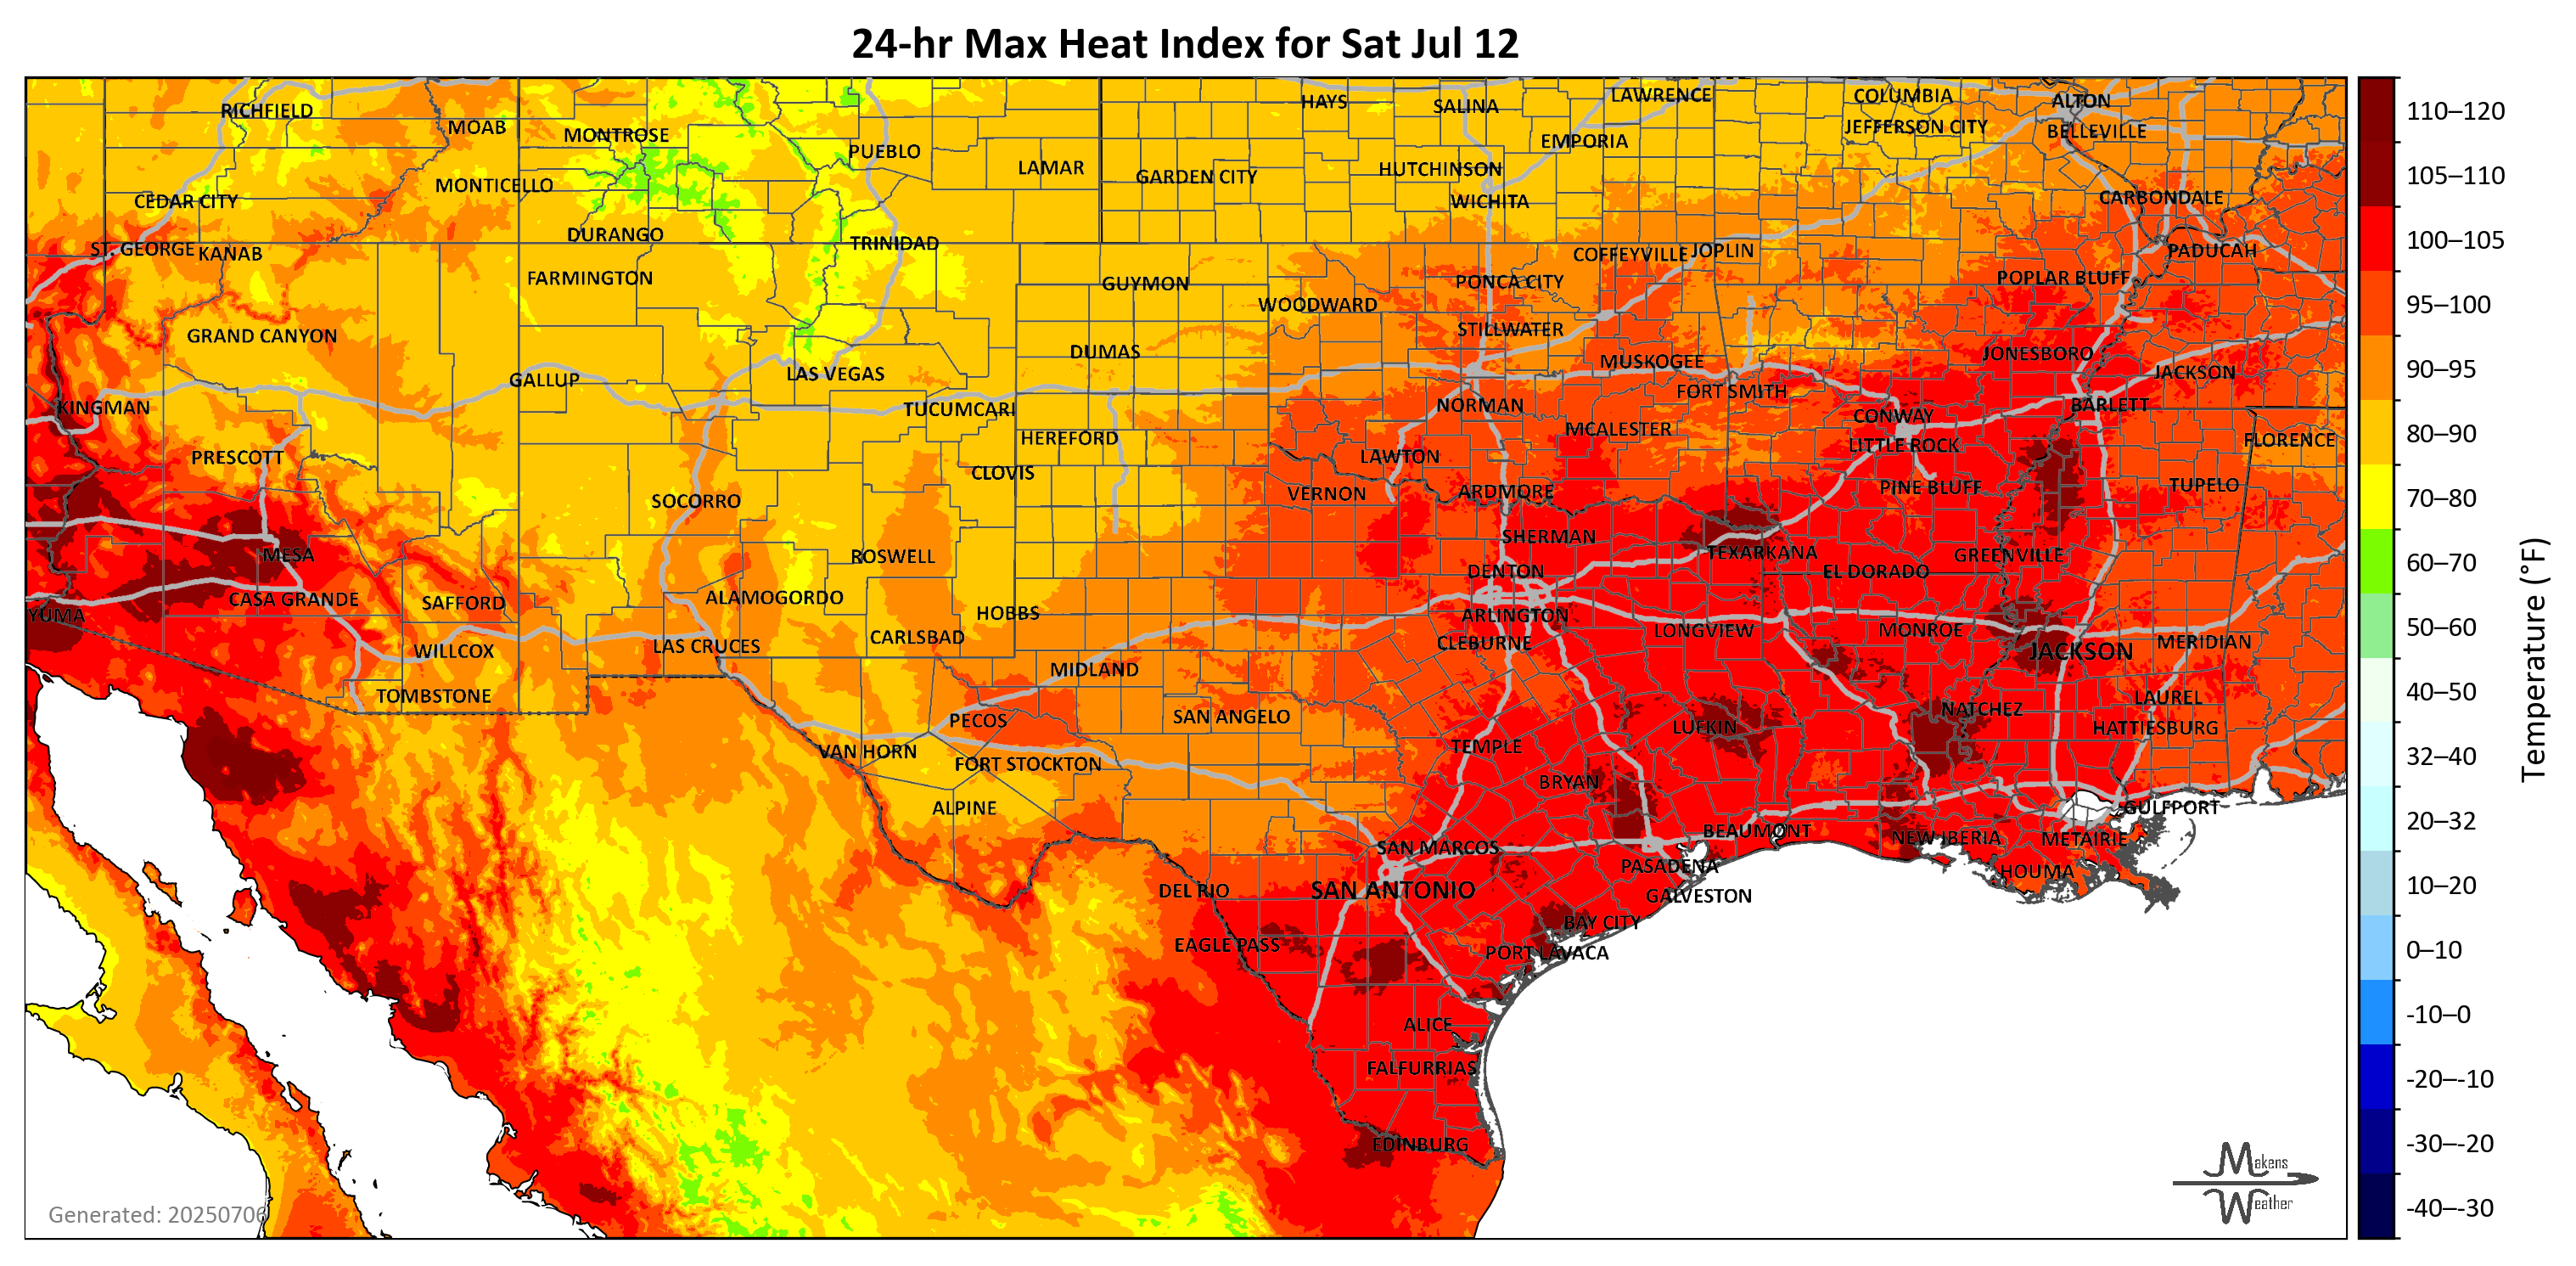 24-hr Max Heat Index for Sat Jul 12
RICHFIELD
MOAB
MONTROSE
PUEBLO
LAMAR
HAYS
SALINA
LAWRENCE
COLUMBIA
ALTON
JEFFERSON CITY
BELLEVILLE
EMPORIA
HUTCHINSON
GARDEN CITY
MONTICELLO
CEDAR CITY
WICHITA
CARBONDALE
DURANGO
TRINIDAD
ST. GEORGE
KANAB
COFFEYVILLE
JOPLIN
PADUCAH
FARMINGTON
GUYMON
PONCA CITY
POPLAR BLUFF
WOODWARD
GRAND CANYON
STILLWATER
DUMAS
MUSKOGEE
JONESBORO
GALLUP
LAS VEGAS
JACKSON
FORT SMITH
KINGMAN
TUCUMCARI
NORMAN
BARLETT
CONWAY
HEREFORD
MCALESTER
LITTLE ROCK
FLORENCE
PRESCOTT
CLOVIS
LAWTON
VERNON
ARDMORE
PINE BLUFF
TUPELO
SOCORRO
SHERMAN
MESA
ROSWELL
TEXARKANA
GREENVILLE
DENTON
EL DORADO
CASA GRANDE
SAFFORD
ALAMOGORDO
HOBBS
YUMA
ARLINGTON
CARLSBAD
CLEBURNE
LONGVIEW
MONROE
WILLCOX
LAS CRUCES
JACKSON
MERIDIAN
MIDLAND
TOMBSTONE
LAUREL
PECOS
SAN ANGELO
NATCHEZ
LUFKIN
HATTIESBURG
VAN HORN
TEMPLE
FORT STOCKTON
BRYAN
ALPINE
GULFPORT
BEAUMONT
NEW IBERIA
METAIRIE
SAN MARCOS
PASADENA
HOUMA
DEL RIO
SAN ANTONIO
GALVESTON
BAY CITY
EAGLE PASS
PORT LAVACA
ALICE
FALFURRIAS
EDINBURG
Generated: 20250706
Makens
Weather
110–120
105–110
100–105
95–100
90–95
80–90
70–80
60–70
50–60
40–50
32–40
20–32
10–20
0–10
-10–0
-20–-10
-30–-20
-40–-30
Temperature (°F)